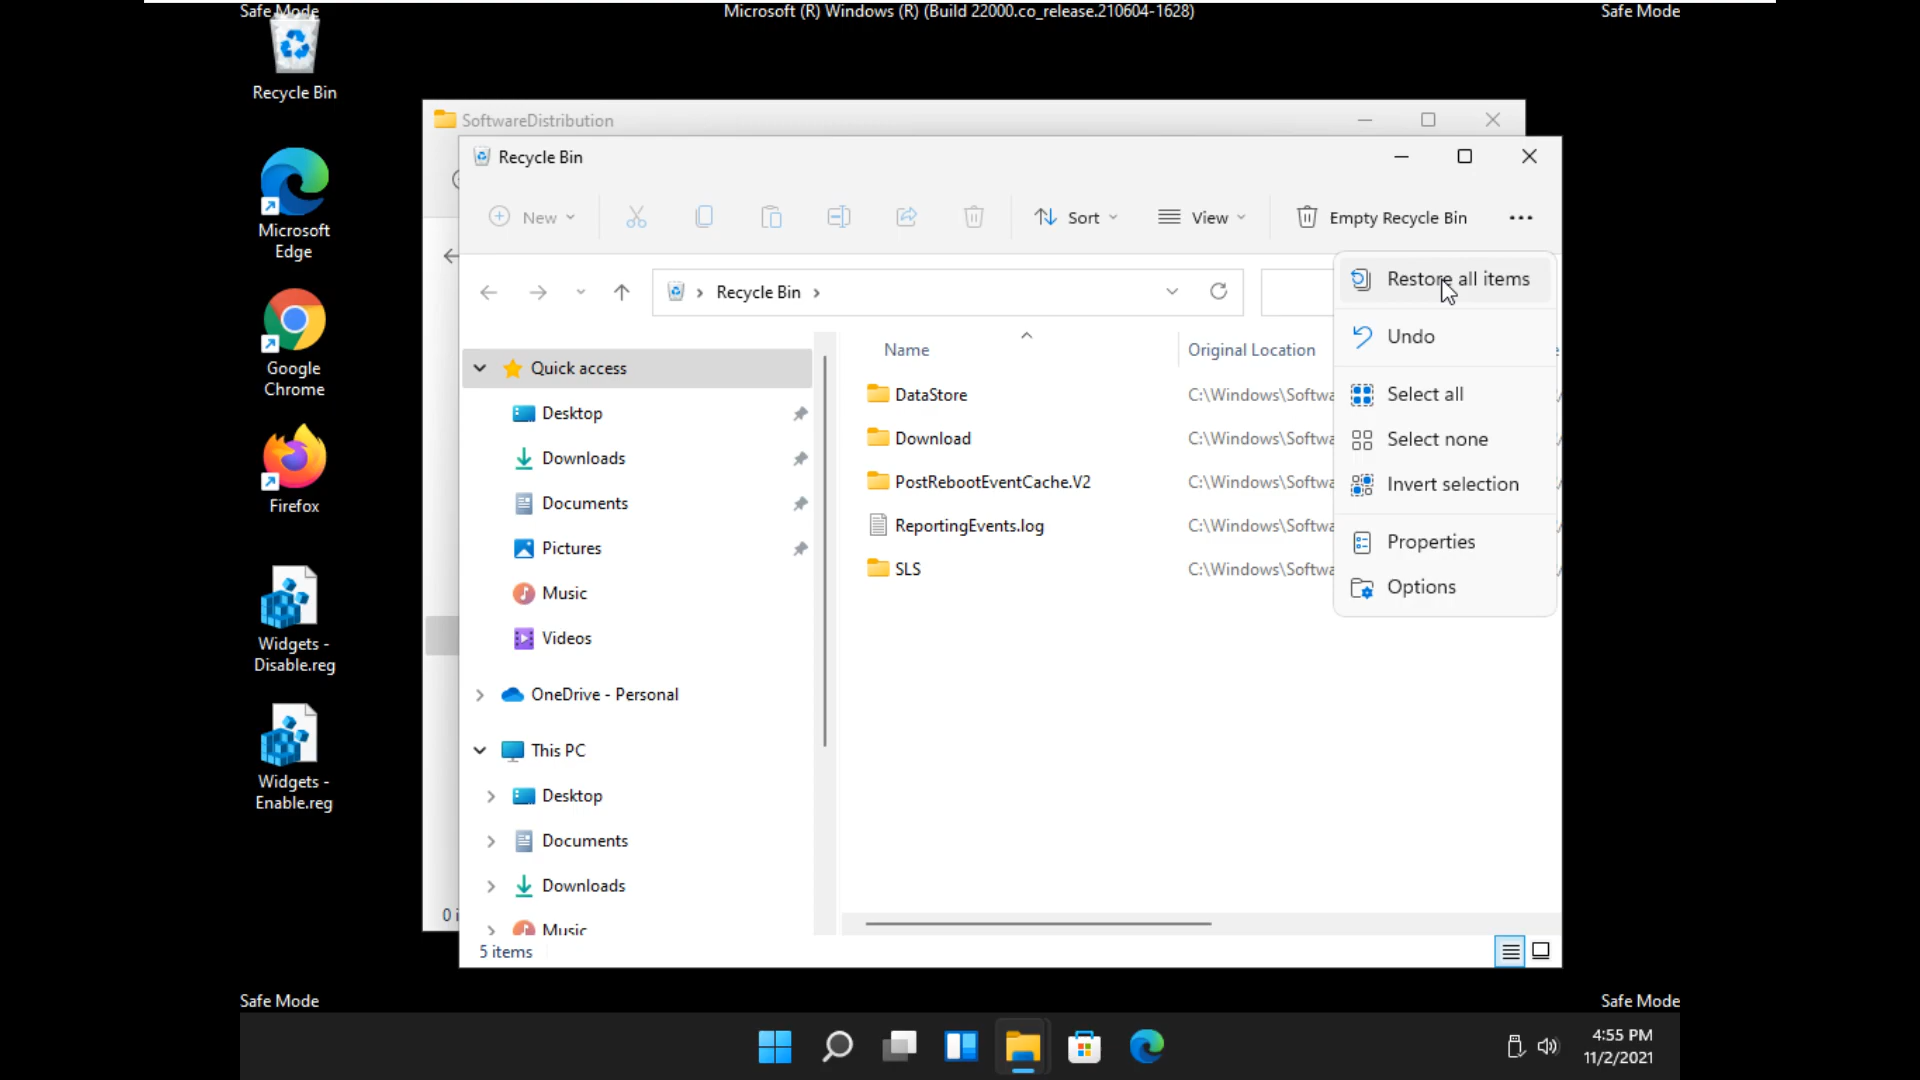 Safe Mode
Microsoft (R) Windows (R) (Build 22000.co_release.210604-1628)
Safe Mode
Recycle Bin
Microsoft
Edge
Google
Chrome
Firefox
Widgets -
Disable.reg
Widgets -
Enable.reg
SoftwareDistribution
Recycle Bin
New
Sort
View
Empty Recycle Bin
Recycle Bin
Restore all items
Undo
Select all
Select none
Invert selection
Properties
Options
Quick access
Desktop
Downloads
Documents
Pictures
Music
Videos
OneDrive - Personal
This PC
Desktop
Documents
Downloads
Music
Name
Original Location
DataStore
C:\Windows\Softwa
Download
C:\Windows\Softwa
PostRebootEventCache.V2
C:\Windows\Softwa
ReportingEvents.log
C:\Windows\Softwa
SLS
C:\Windows\Softwa
0 i
5 items
Safe Mode
Safe Mode
4:55 PM
11/2/2021